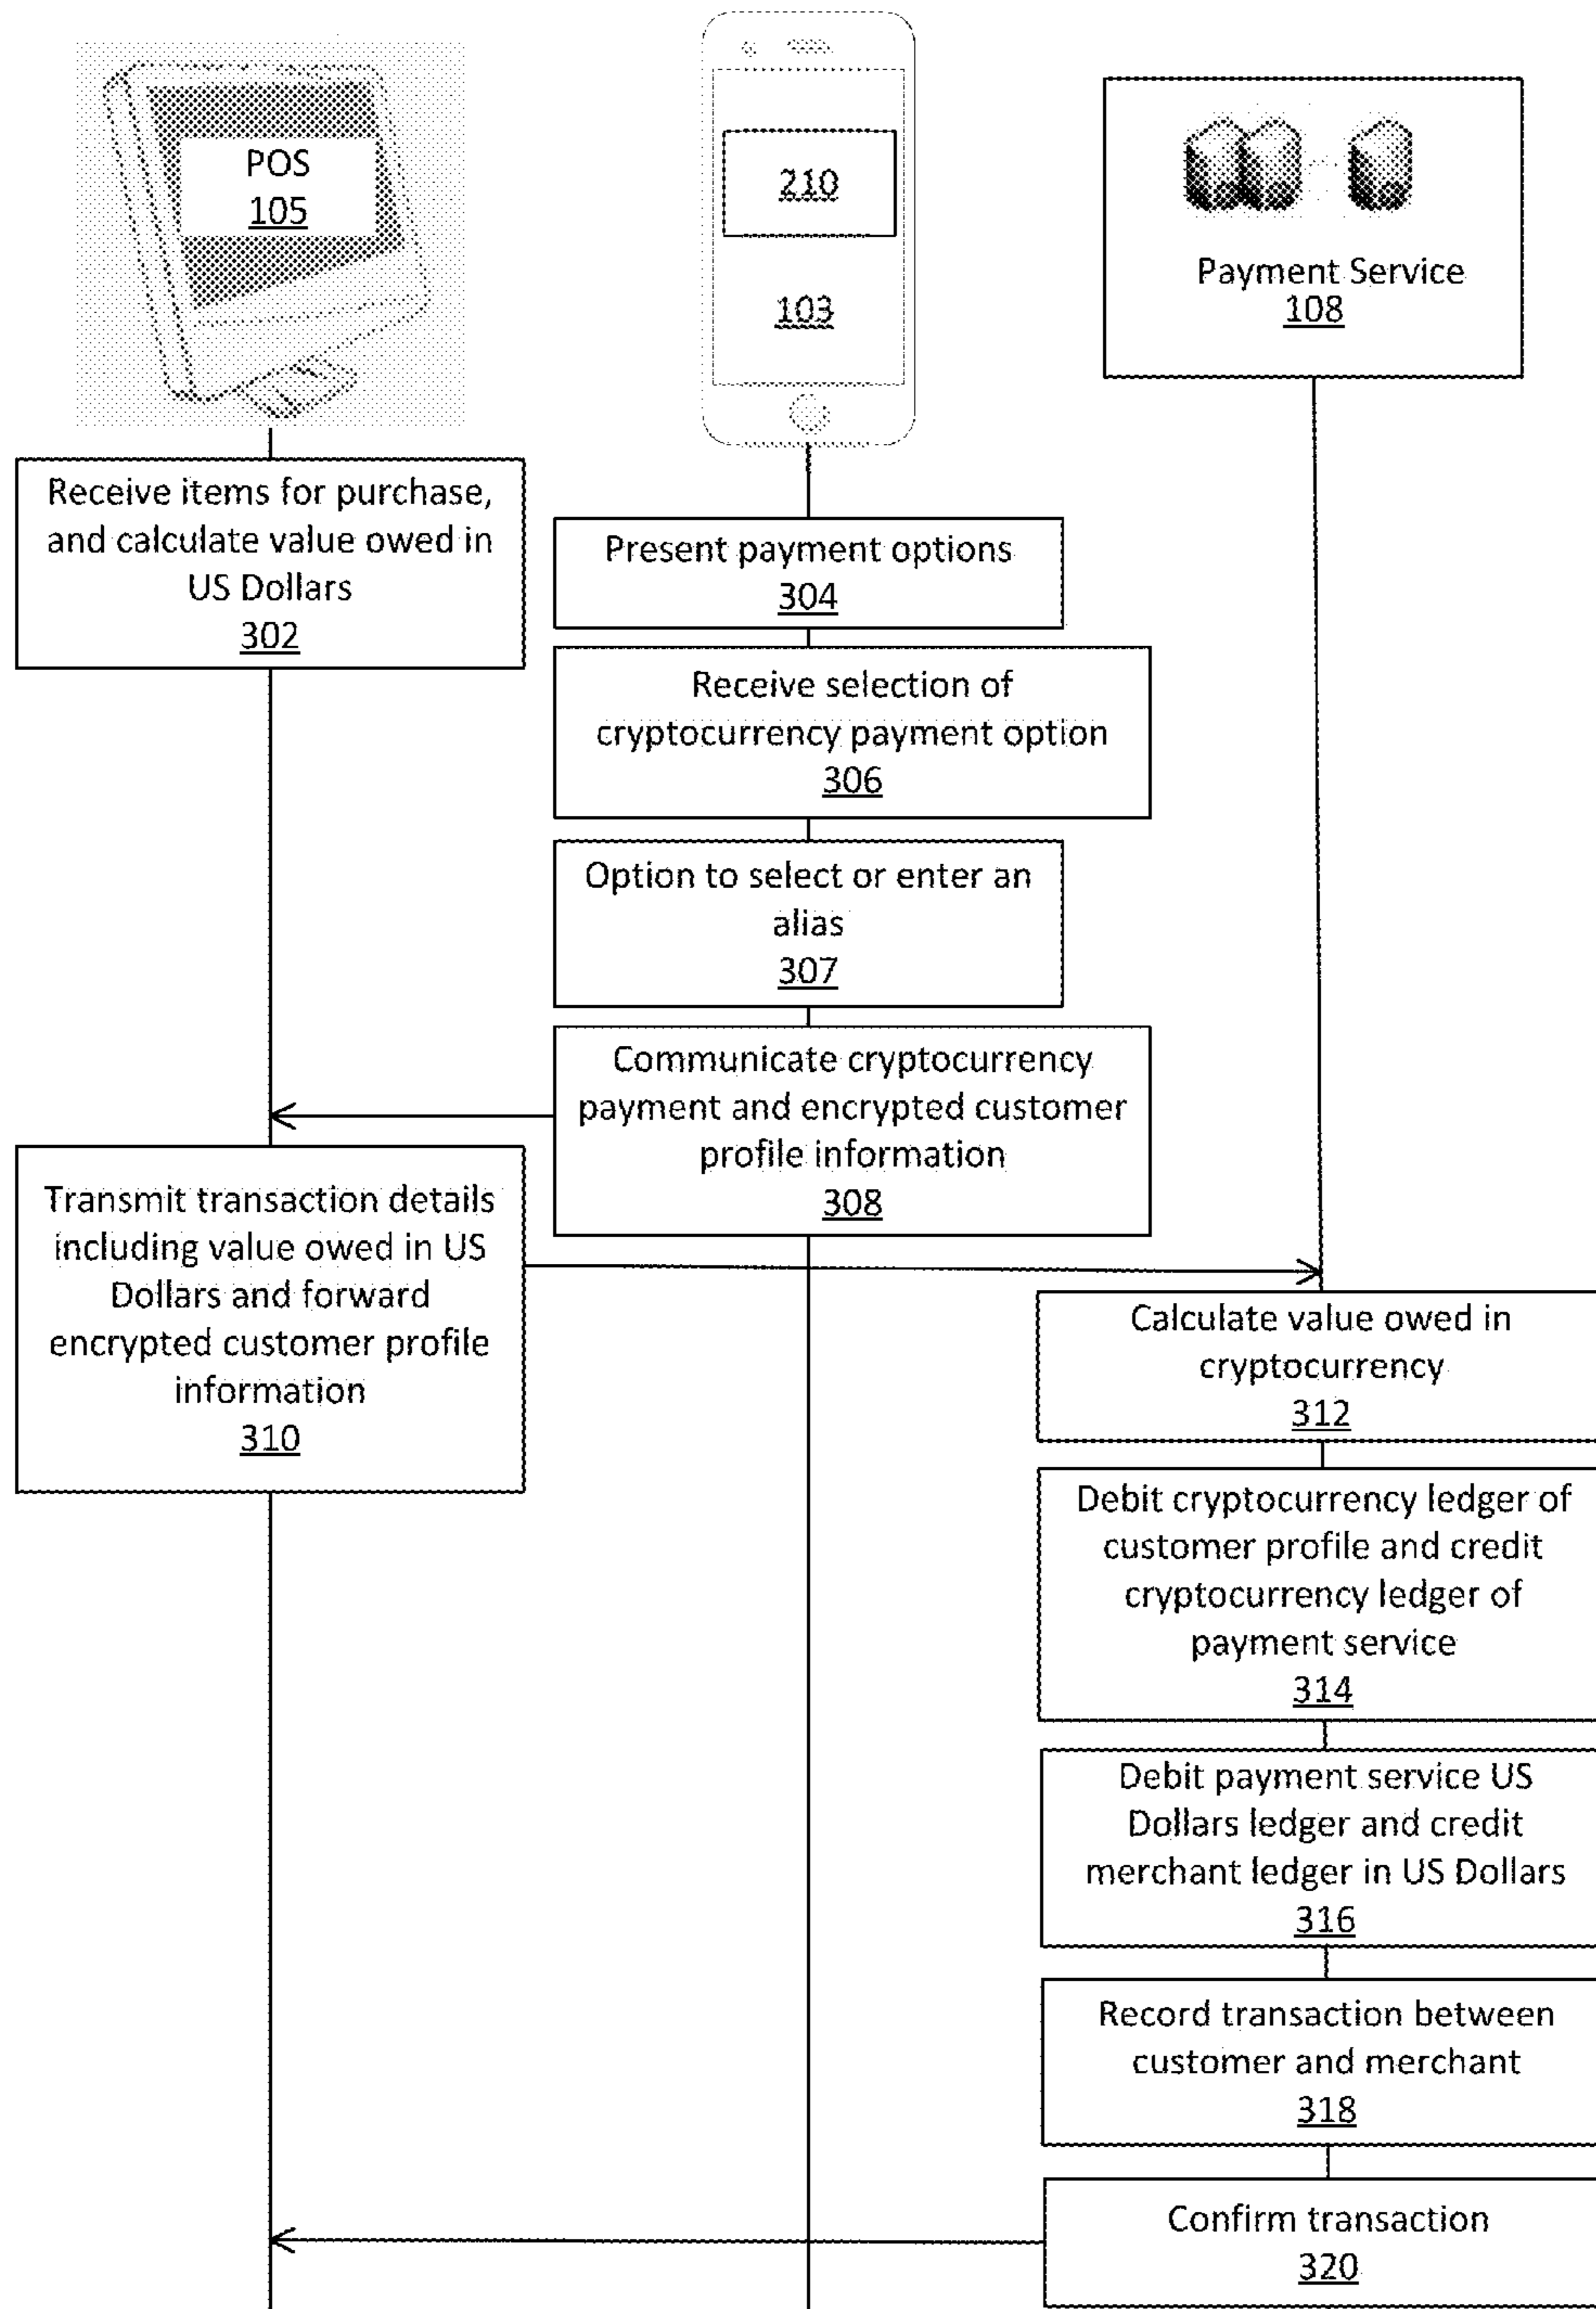 POS
105
210
103
Payment Service
108
Receive items for purchase,
and calculate value owed in
US Dollars
302
Present payment options
304
Receive selection of
cryptocurrency payment option
306
Option to select or enter an
alias
307
Communicate cryptocurrency
payment and encrypted customer
profile information
308
Transmit transaction details
including value owed in US
Dollars and forward
encrypted customer profile
information
310
Calculate value owed in
cryptocurrency
312
Debit cryptocurrency ledger of
customer profile and credit
cryptocurrency ledger of
payment service
314
Debit payment service US
Dollars ledger and credit
merchant ledger in US Dollars
316
Record transaction between
customer and merchant
318
Confirm transaction
320